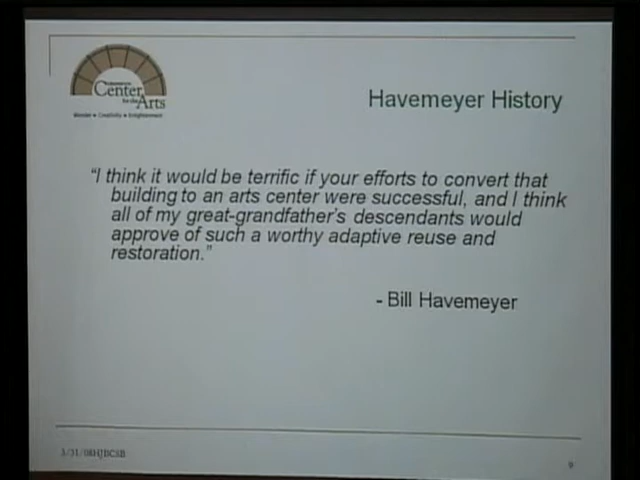 Center
for the Arts
Havemeyer History
"I think it would be terrific if your efforts to convert that
building to an arts center were successful, and I think
all of my great-grandfather's descendants would
approve of such a worthy adaptive reuse and
restoration."
- Bill Havemeyer
9